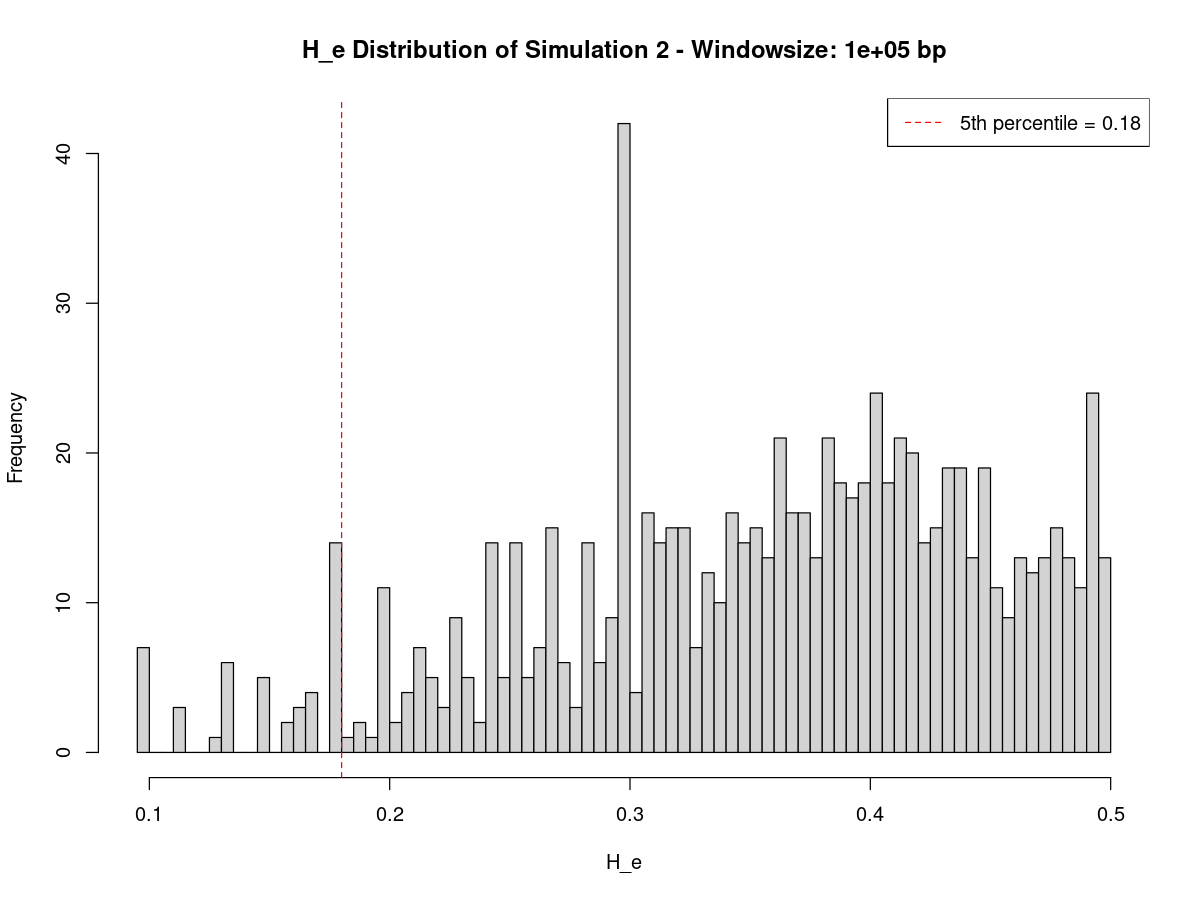 H_e Distribution of Simulation 2 - Windowsize: 1e+05 bp
5th percentile = 0.18
Frequency
40
30
20
10
0
0.1 0.2 0.3 0.4 0.5
H_e